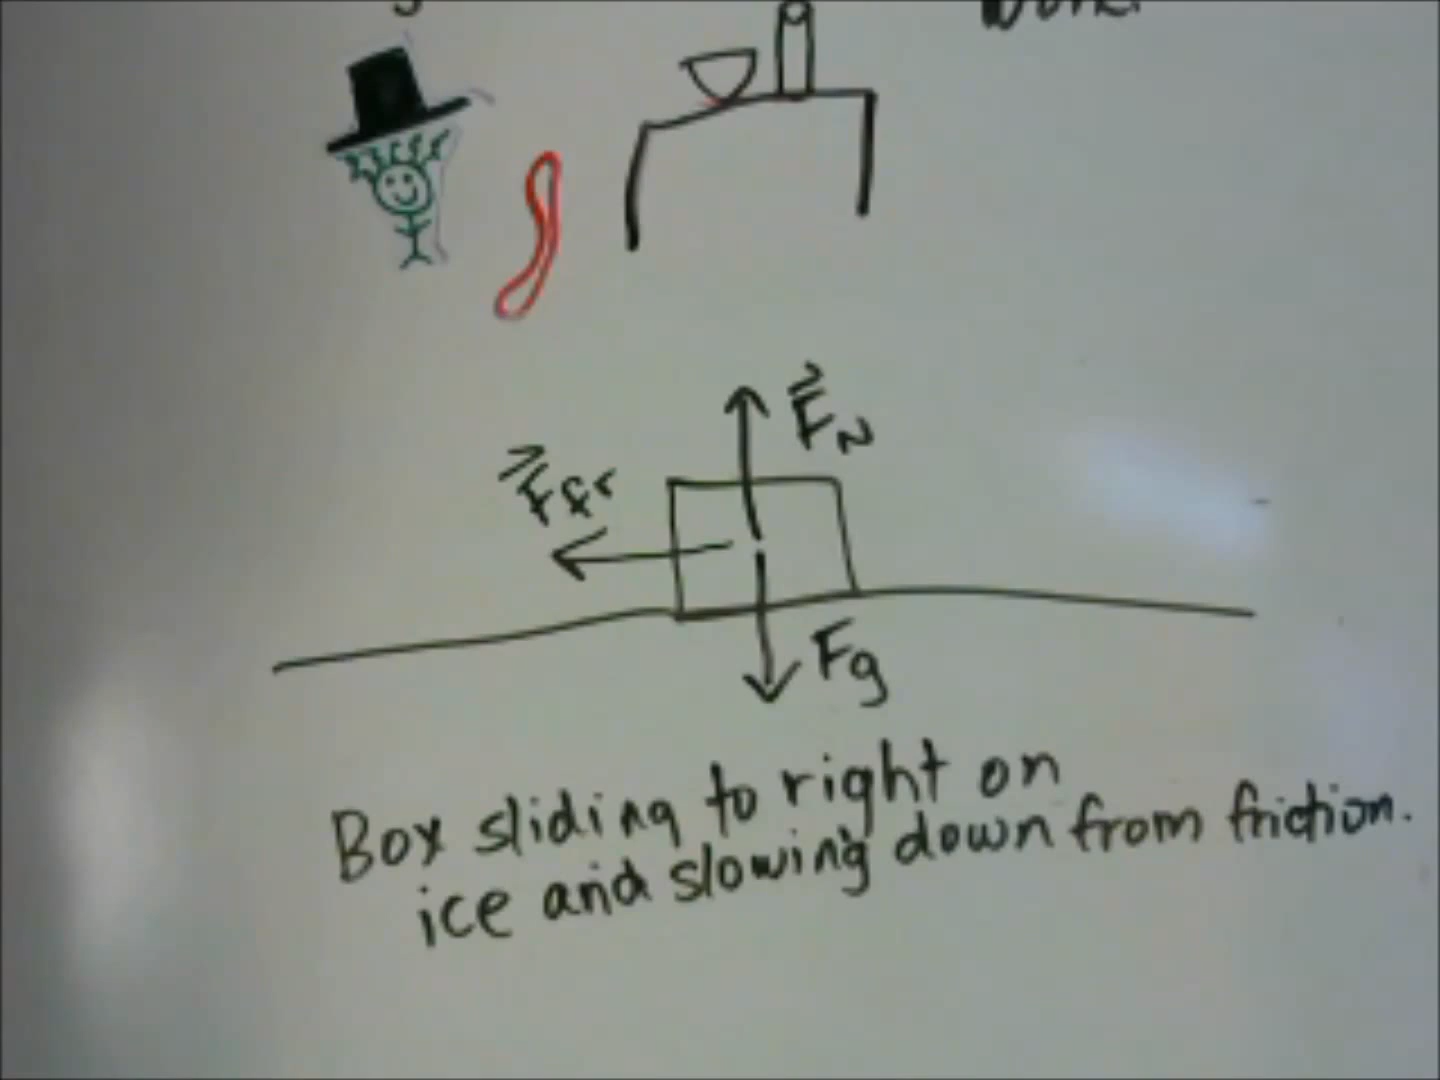 F_N
F_fr
F_g
Box sliding to right on
ice and slowing down from friction.